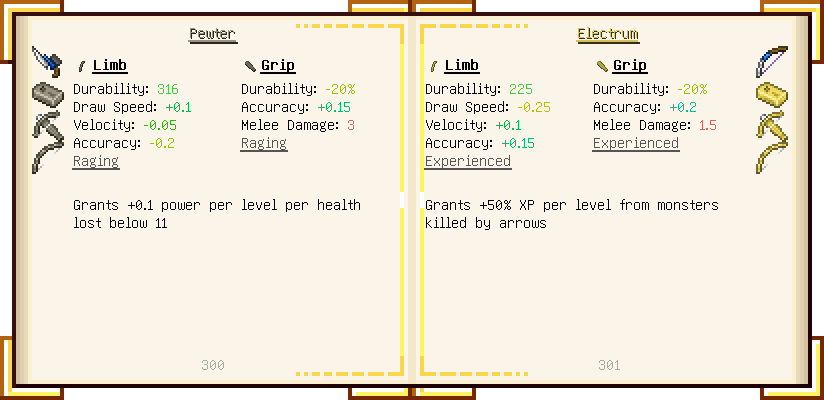 Pewter
Limb
Durability: 316
Draw Speed: +0.1
Velocity: -0.05
Accuracy: -0.2
Raging
Grip
Durability: -20%
Accuracy: +0.15
Melee Damage: 3
Raging
Grants +0.1 power per level per health
lost below 11
300
Electrum
Limb
Durability: 225
Draw Speed: -0.25
Velocity: +0.1
Accuracy: +0.15
Experienced
Grip
Durability: -20%
Accuracy: +0.2
Melee Damage: 1.5
Experienced
Grants +50% XP per level from monsters
killed by arrows
301